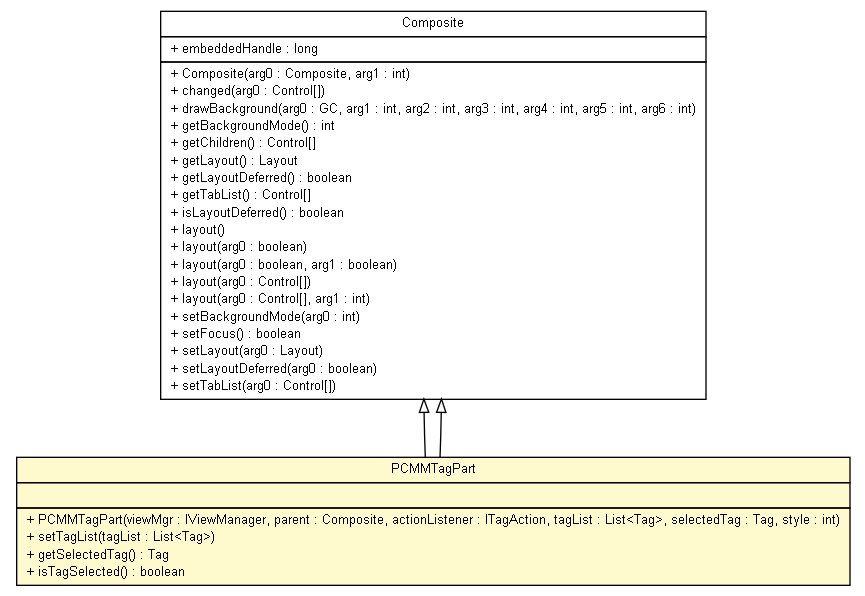 Composite
+ embeddedHandle : long
+ Composite(arg0 : Composite, arg1 : int)
+ changed(arg0 : Control[])
+ drawBackground(arg0 : GC, arg1 : int, arg2 : int, arg3 : int, arg4 : int, arg5 : int, arg6 : int)
+ getBackgroundMode() : int
+ getChildren() : Control[]
+ getLayout() : Layout
+ getLayoutDeferred() : boolean
+ getTabList() : Control[]
+ isLayoutDeferred() : boolean
+ layout()
+ layout(arg0 : boolean)
+ layout(arg0 : boolean, arg1 : boolean)
+ layout(arg0 : Control[])
+ layout(arg0 : Control[], arg1 : int)
+ setBackgroundMode(arg0 : int)
+ setFocus() : boolean
+ setLayout(arg0 : Layout)
+ setLayoutDeferred(arg0 : boolean)
+ setTabList(arg0 : Control[])
PCMMTagPart
+ PCMMTagPart(viewMgr : IViewManager, parent : Composite, actionListener : ITagAction, tagList : List<Tag>, selectedTag : Tag, style : int)
+ setTagList(tagList : List<Tag>)
+ getSelectedTag() : Tag
+ isTagSelected() : boolean